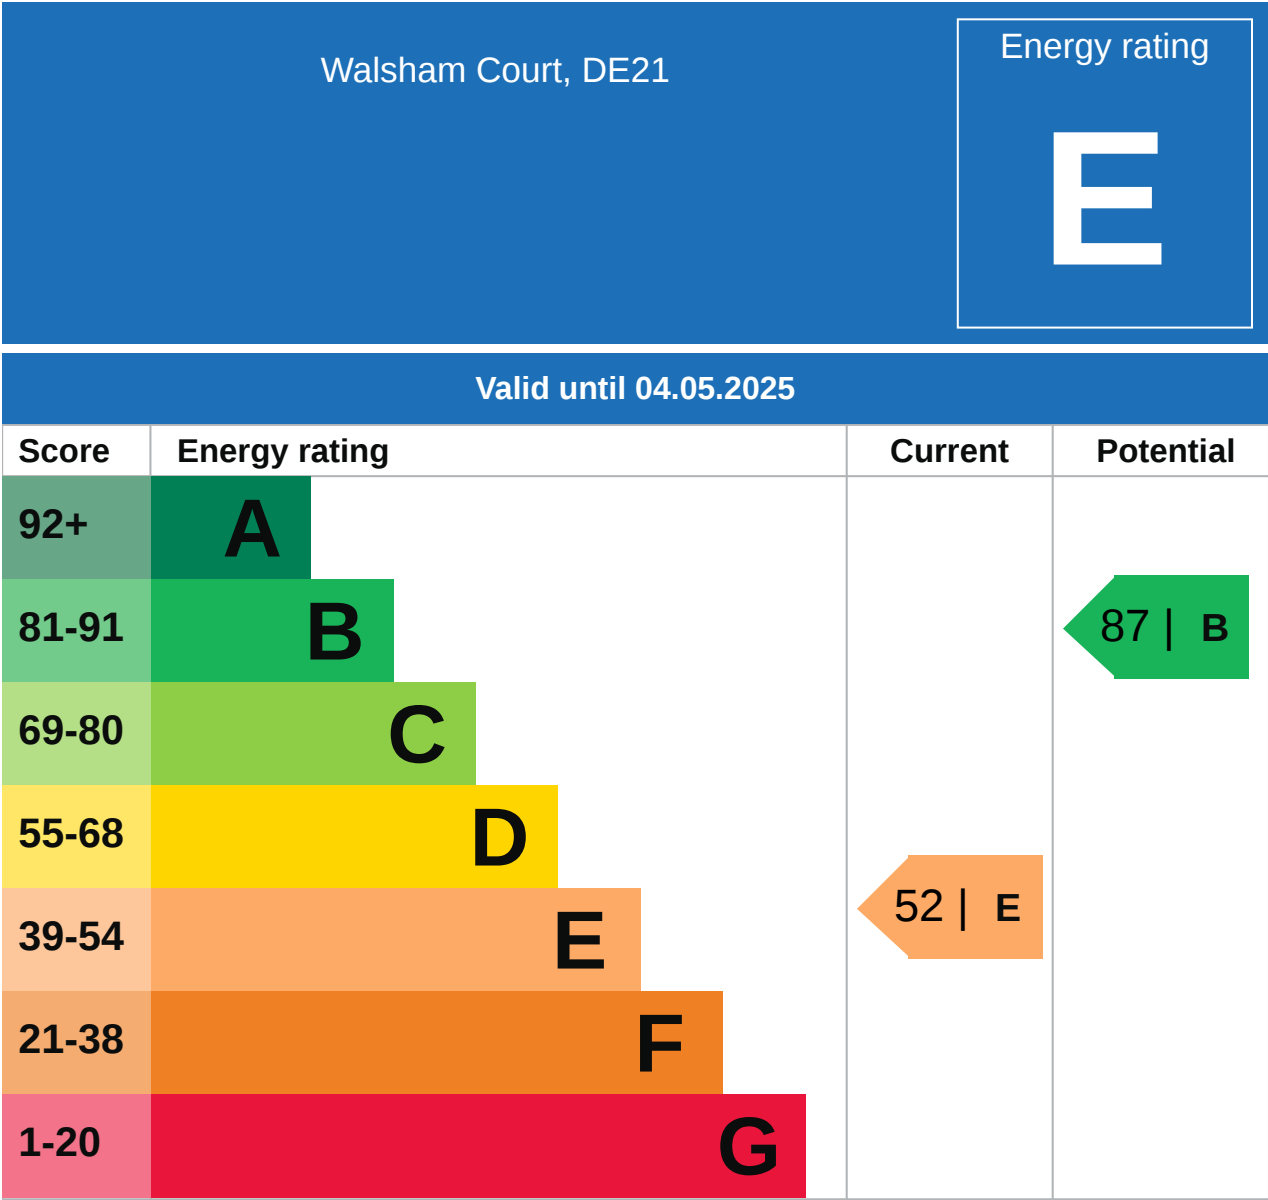 Walsham Court, DE21
Energy rating
E
Valid until 04.05.2025
Score Energy rating Current Potential
92+ A
81-91 B
87 | B
69-80 C
55-68 D
39-54 E
52 | E
21-38 F
1-20 G